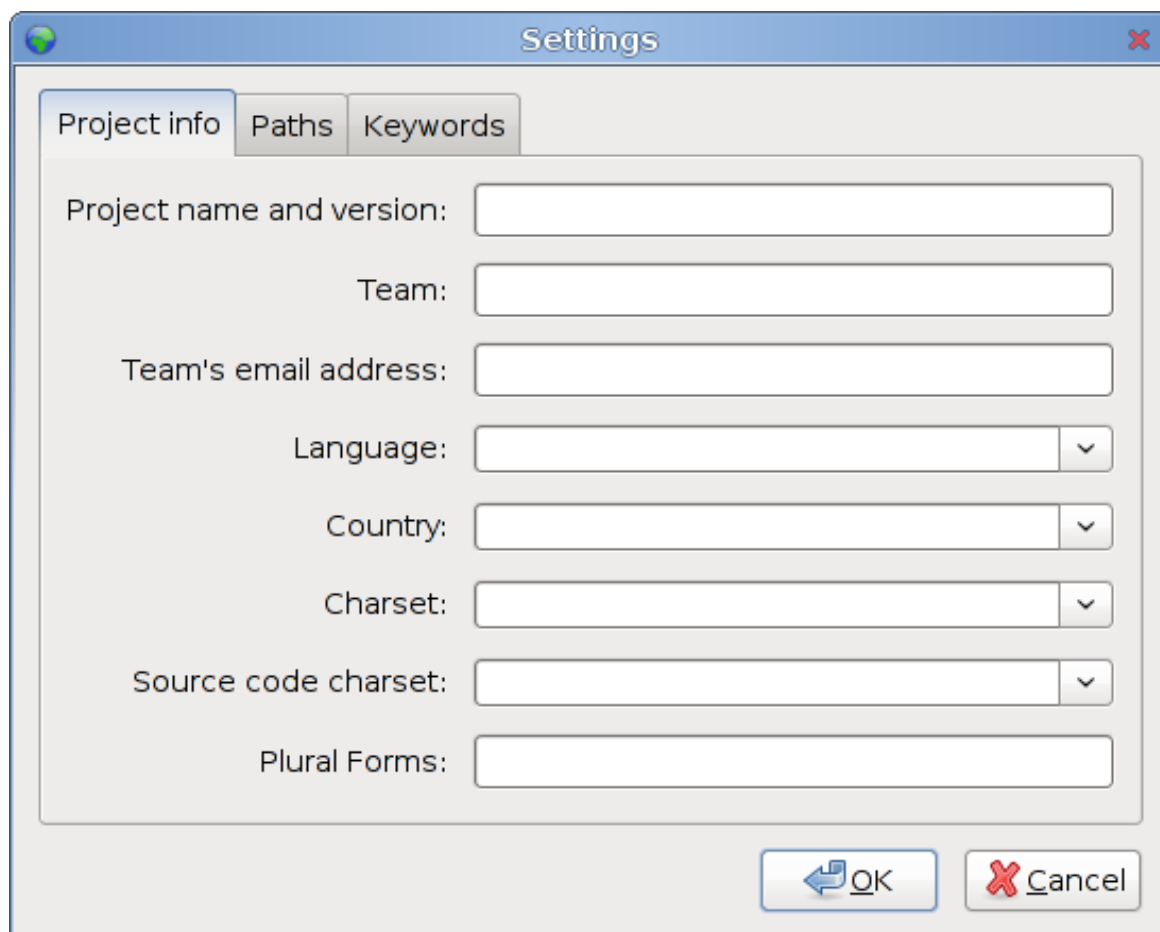 Settings
Project info Paths Keywords
Project name and version:
Team:
Team's email address:
Language:
Country:
Charset:
Source code charset:
Plural Forms:
OK Cancel